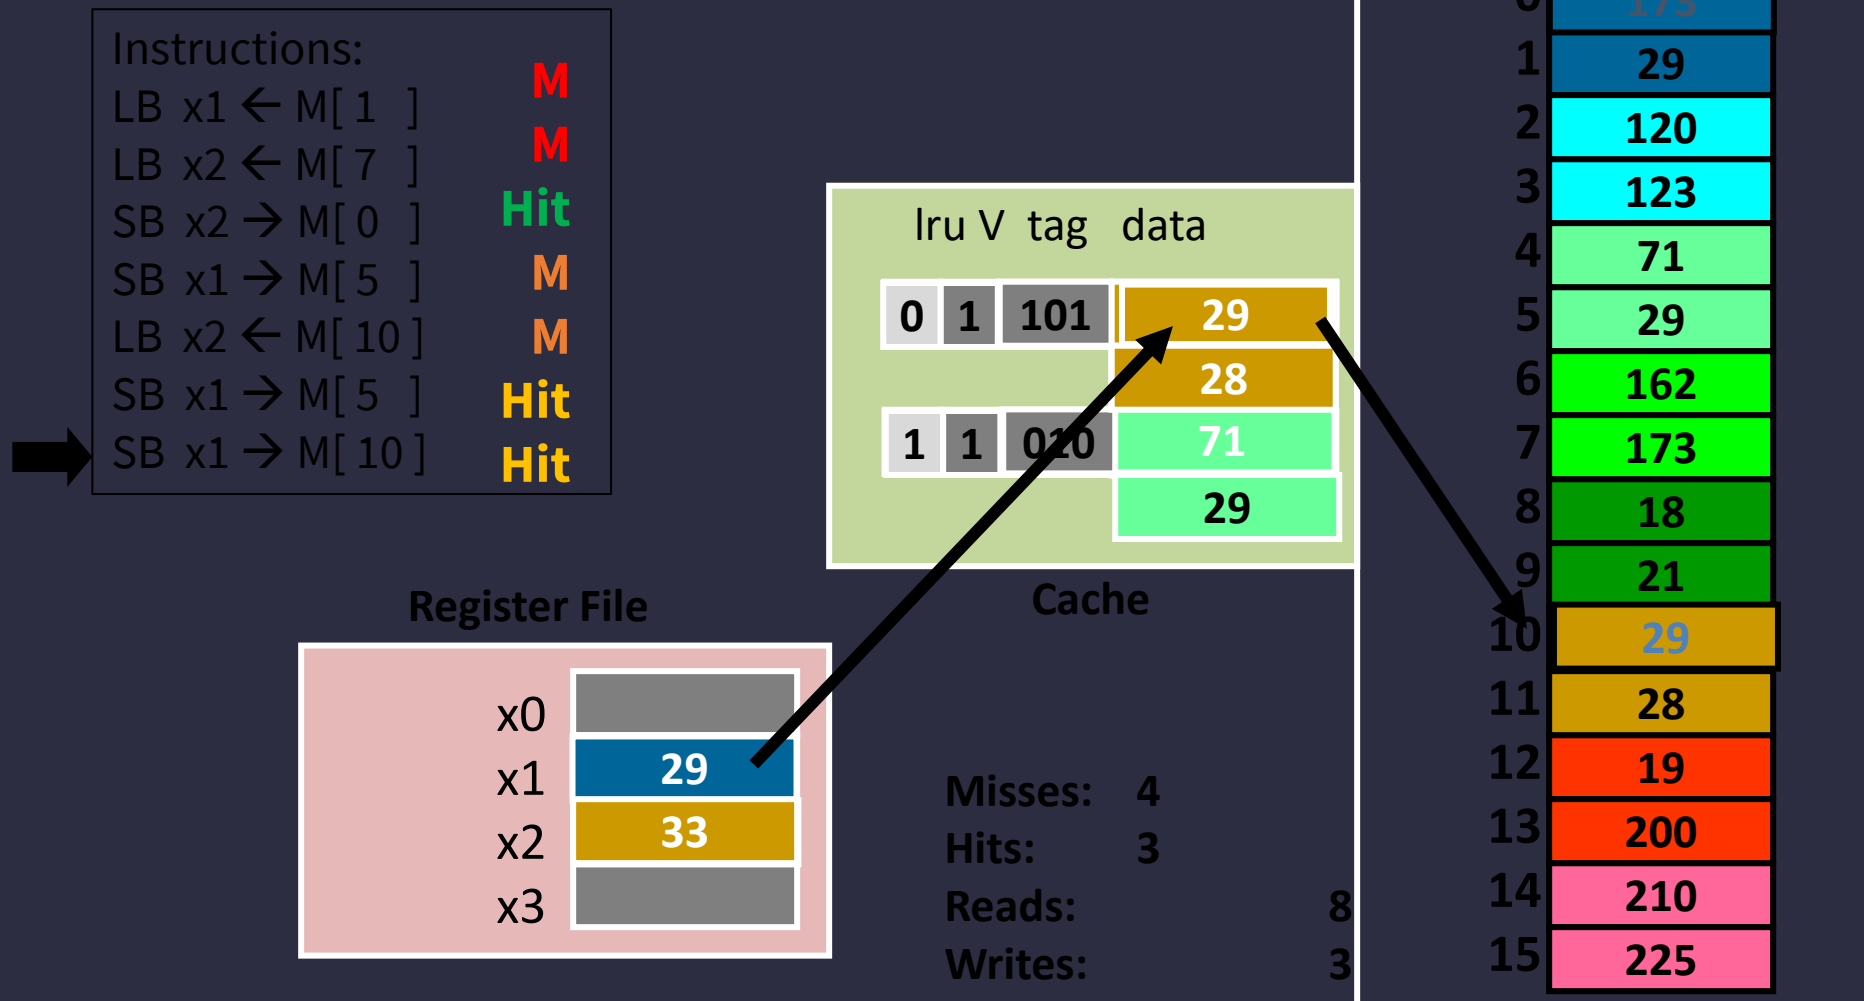 Instructions:
LB x1 ← M[ 1 ]
LB x2 ← M[ 7 ]
SB x2 → M[ 0 ]
SB x1 → M[ 5 ]
LB x2 ← M[ 10 ]
SB x1 → M[ 5 ]
SB x1 → M[ 10 ]
M
M
Hit
M
M
Hit
Hit
lru V tag data
0 1 101 29
28
1 1 010 71
29
Cache
Register File
x0
x1 29
x2 33
x3
Misses: 4
Hits: 3
Reads: 8
Writes: 3
0 173
1 29
2 120
3 123
4 71
5 29
6 162
7 173
8 18
9 21
10 29
11 28
12 19
13 200
14 210
15 225